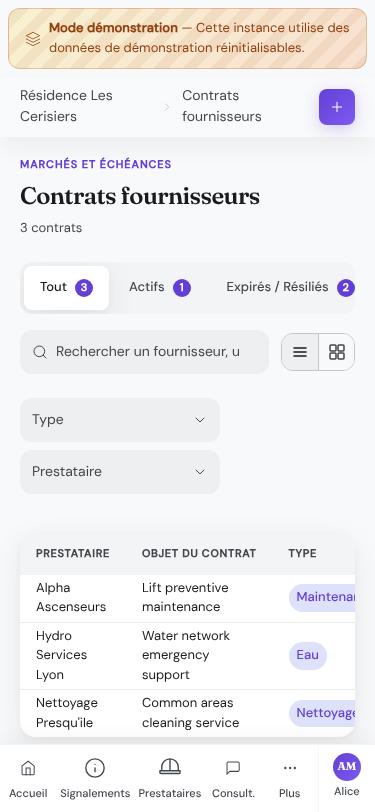 Mode démonstration — Cette instance utilise des
données de démonstration réinitialisables.
Résidence Les
Cerisiers
Contrats
fournisseurs
MARCHÉS ET ÉCHÉANCES
Contrats fournisseurs
3 contrats
Tout 3 Actifs 1 Expirés / Résiliés 2
Rechercher un fournisseur, u
Type
Prestataire
PRESTATAIRE OBJET DU CONTRAT TYPE
Alpha
Ascenseurs
Lift preventive
maintenance
Maintenan
Hydro
Services
Lyon
Water network
emergency
support
Eau
Nettoyage
Presqu'île
Common areas
cleaning service
Nettoyage
Accueil Signalements Prestataires Consult. Plus
AM
Alice